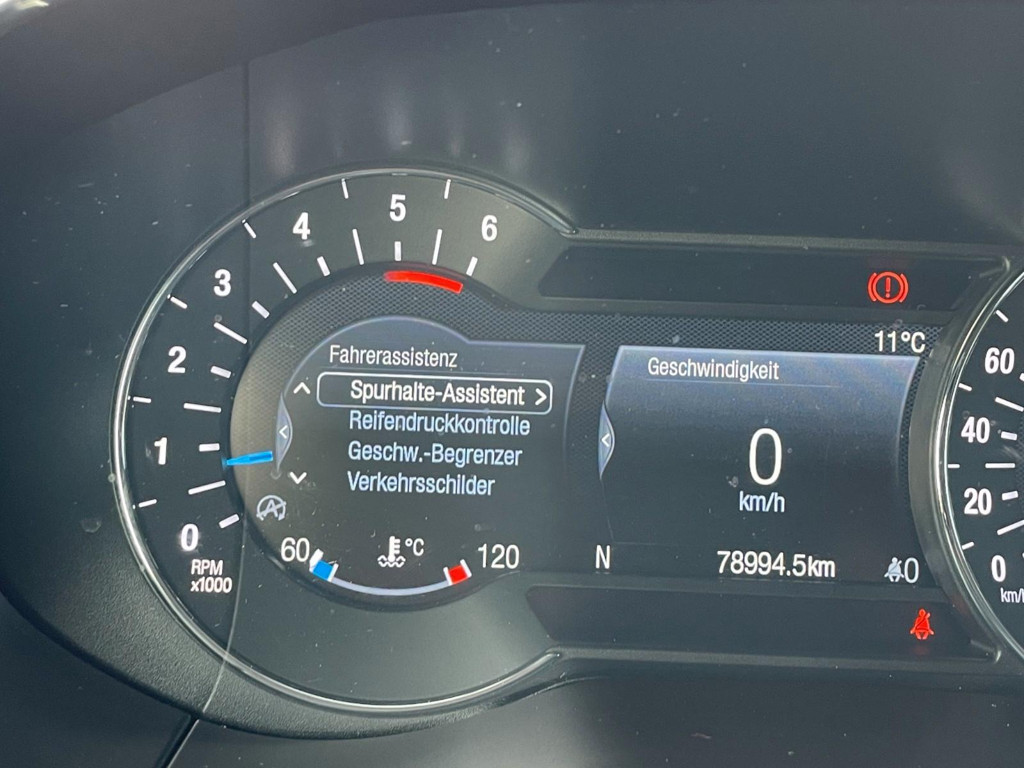 5
4
6
3
2
1
0
RPM
x1000
Fahrerassistenz
Spurhalte-Assistent >
Reifendruckkontrolle
Geschw.-Begrenzer
Verkehrsschilder
A
60 °C 120
11°C
Geschwindigkeit
0
km/h
N 78994.5km 0
60
40
20
0
km/h